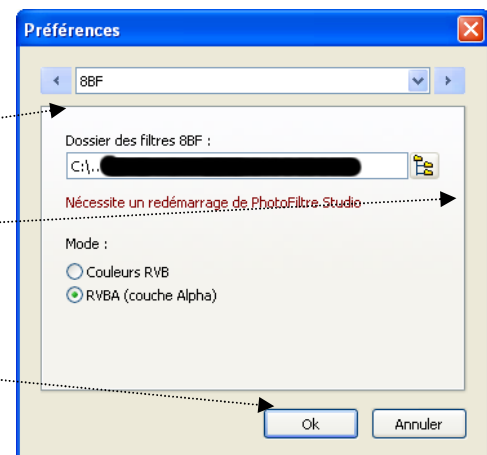 Préférences
8BF
Dossier des filtres 8BF :
C:\..
Nécessite un redémarrage de PhotoFiltre Studio
Mode :
Couleurs RVB
RVBA (couche Alpha)
Ok
Annuler